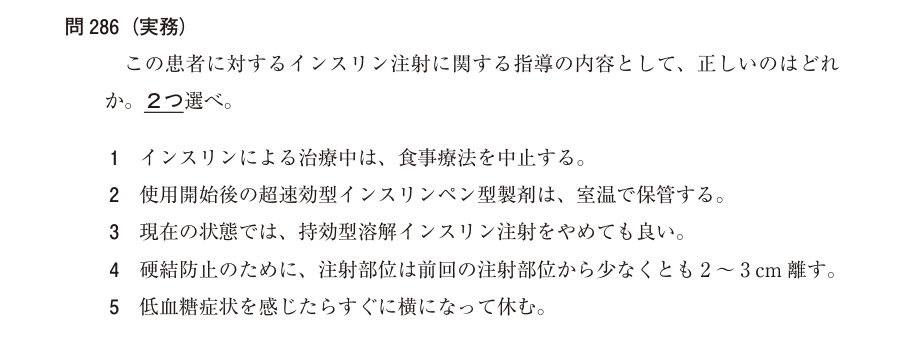 問 286（実務）
この患者に対するインスリン注射に関する指導の内容として、正しいのはどれ
か。２つ選べ。
1 インスリンによる治療中は、食事療法を中止する。
2 使用開始後の超速効型インスリンペン型製剤は、室温で保管する。
3 現在の状態では、持効型溶解インスリン注射をやめても良い。
4 硬結防止のために、注射部位は前回の注射部位から少なくとも２～３cm 離す。
5 低血糖症状を感じたらすぐに横になって休む。